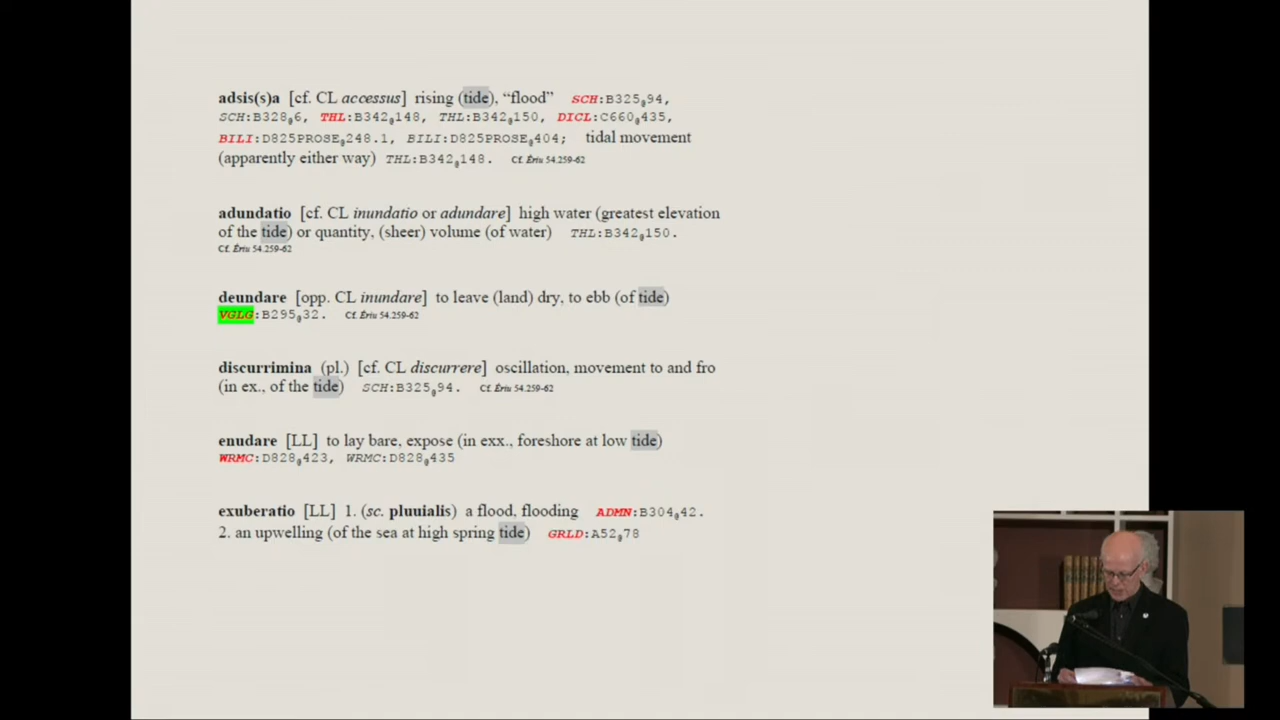 adsis(s)a [cf. CL accessus] rising (tide), “flood” SCH:B325,94,
SCH:B328,6, THL:B342,148, THL:B342,150, DICL:C660,435,
BILI:D825PROSE,248.1, BILI:D825PROSE,404; tidal movement
(apparently either way) THL:B342,148. Cf. Ériu 54.259-62
adundatio [cf. CL inundatio or adundare] high water (greatest elevation
of the tide) or quantity, (sheer) volume (of water) THL:B342,150.
Cf. Ériu 54.259-62
deundare [opp. CL inundare] to leave (land) dry, to ebb (of tide)
VGLG:B295,32. Cf. Ériu 54.259-62
discurrimina (pl.) [cf. CL discurrere] oscillation, movement to and fro
(in ex., of the tide) SCH:B325,94. Cf. Ériu 54.259-62
enudare [LL] to lay bare, expose (in exx., foreshore at low tide)
WRMC:D828,423, WRMC:D828,435
exuberatio [LL] 1. (sc. pluuialis) a flood, flooding ADMN:B304,42.
2. an upwelling (of the sea at high spring tide) GRLD:A52,78